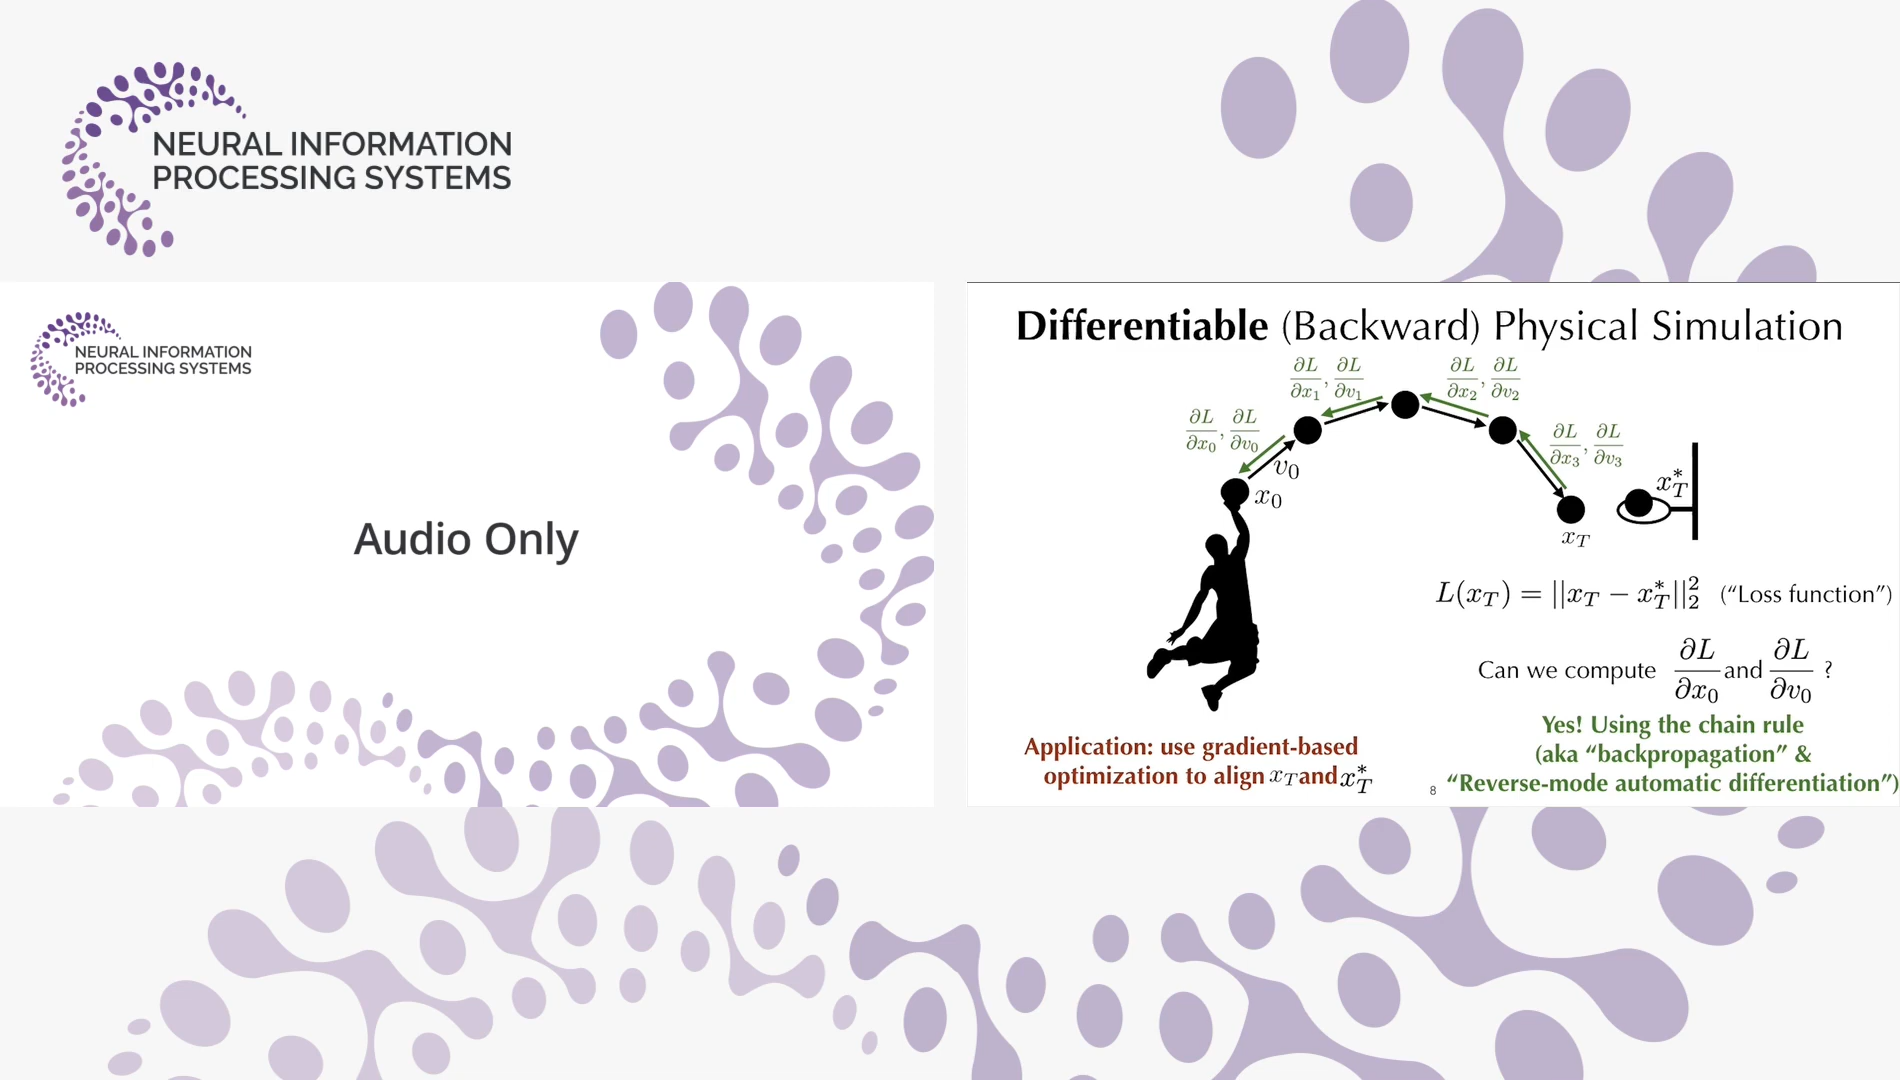 NEURAL INFORMATION
PROCESSING SYSTEMS
NEURAL INFORMATION
PROCESSING SYSTEMS
Audio Only
Differentiable (Backward) Physical Simulation
∂L/∂x₀, ∂L/∂v₀
∂L/∂x₁, ∂L/∂v₁
∂L/∂x₂, ∂L/∂v₂
∂L/∂x₃, ∂L/∂v₃
v₀
x₀
x_T
x*_T
L(x_T) = ||x_T − x*_T||²₂ (“Loss function”)
Can we compute ∂L/∂x₀ and ∂L/∂v₀ ?
Yes! Using the chain rule
(aka “backpropagation” &
“Reverse-mode automatic differentiation”)
Application: use gradient-based
optimization to align x_T and x*_T
8